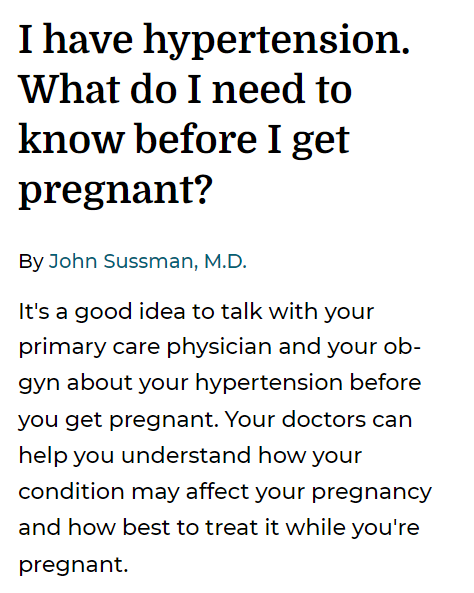 I have hypertension.
What do I need to
know before I get
pregnant?
By John Sussman, M.D.
It's a good idea to talk with your
primary care physician and your ob-
gyn about your hypertension before
you get pregnant. Your doctors can
help you understand how your
condition may affect your pregnancy
and how best to treat it while you're
pregnant.